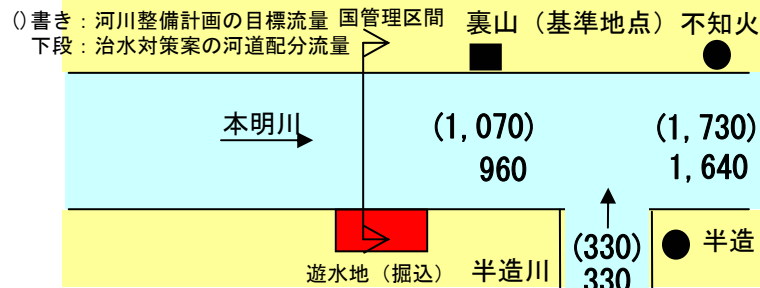 ()書き：河川整備計画の目標流量
下段：治水対策案の河道配分流量
国管理区間
裏山（基準地点）
不知火
本明川
(1,070)
960
(1,730)
1,640
(330)
330
半造
遊水地（掘込）
半造川